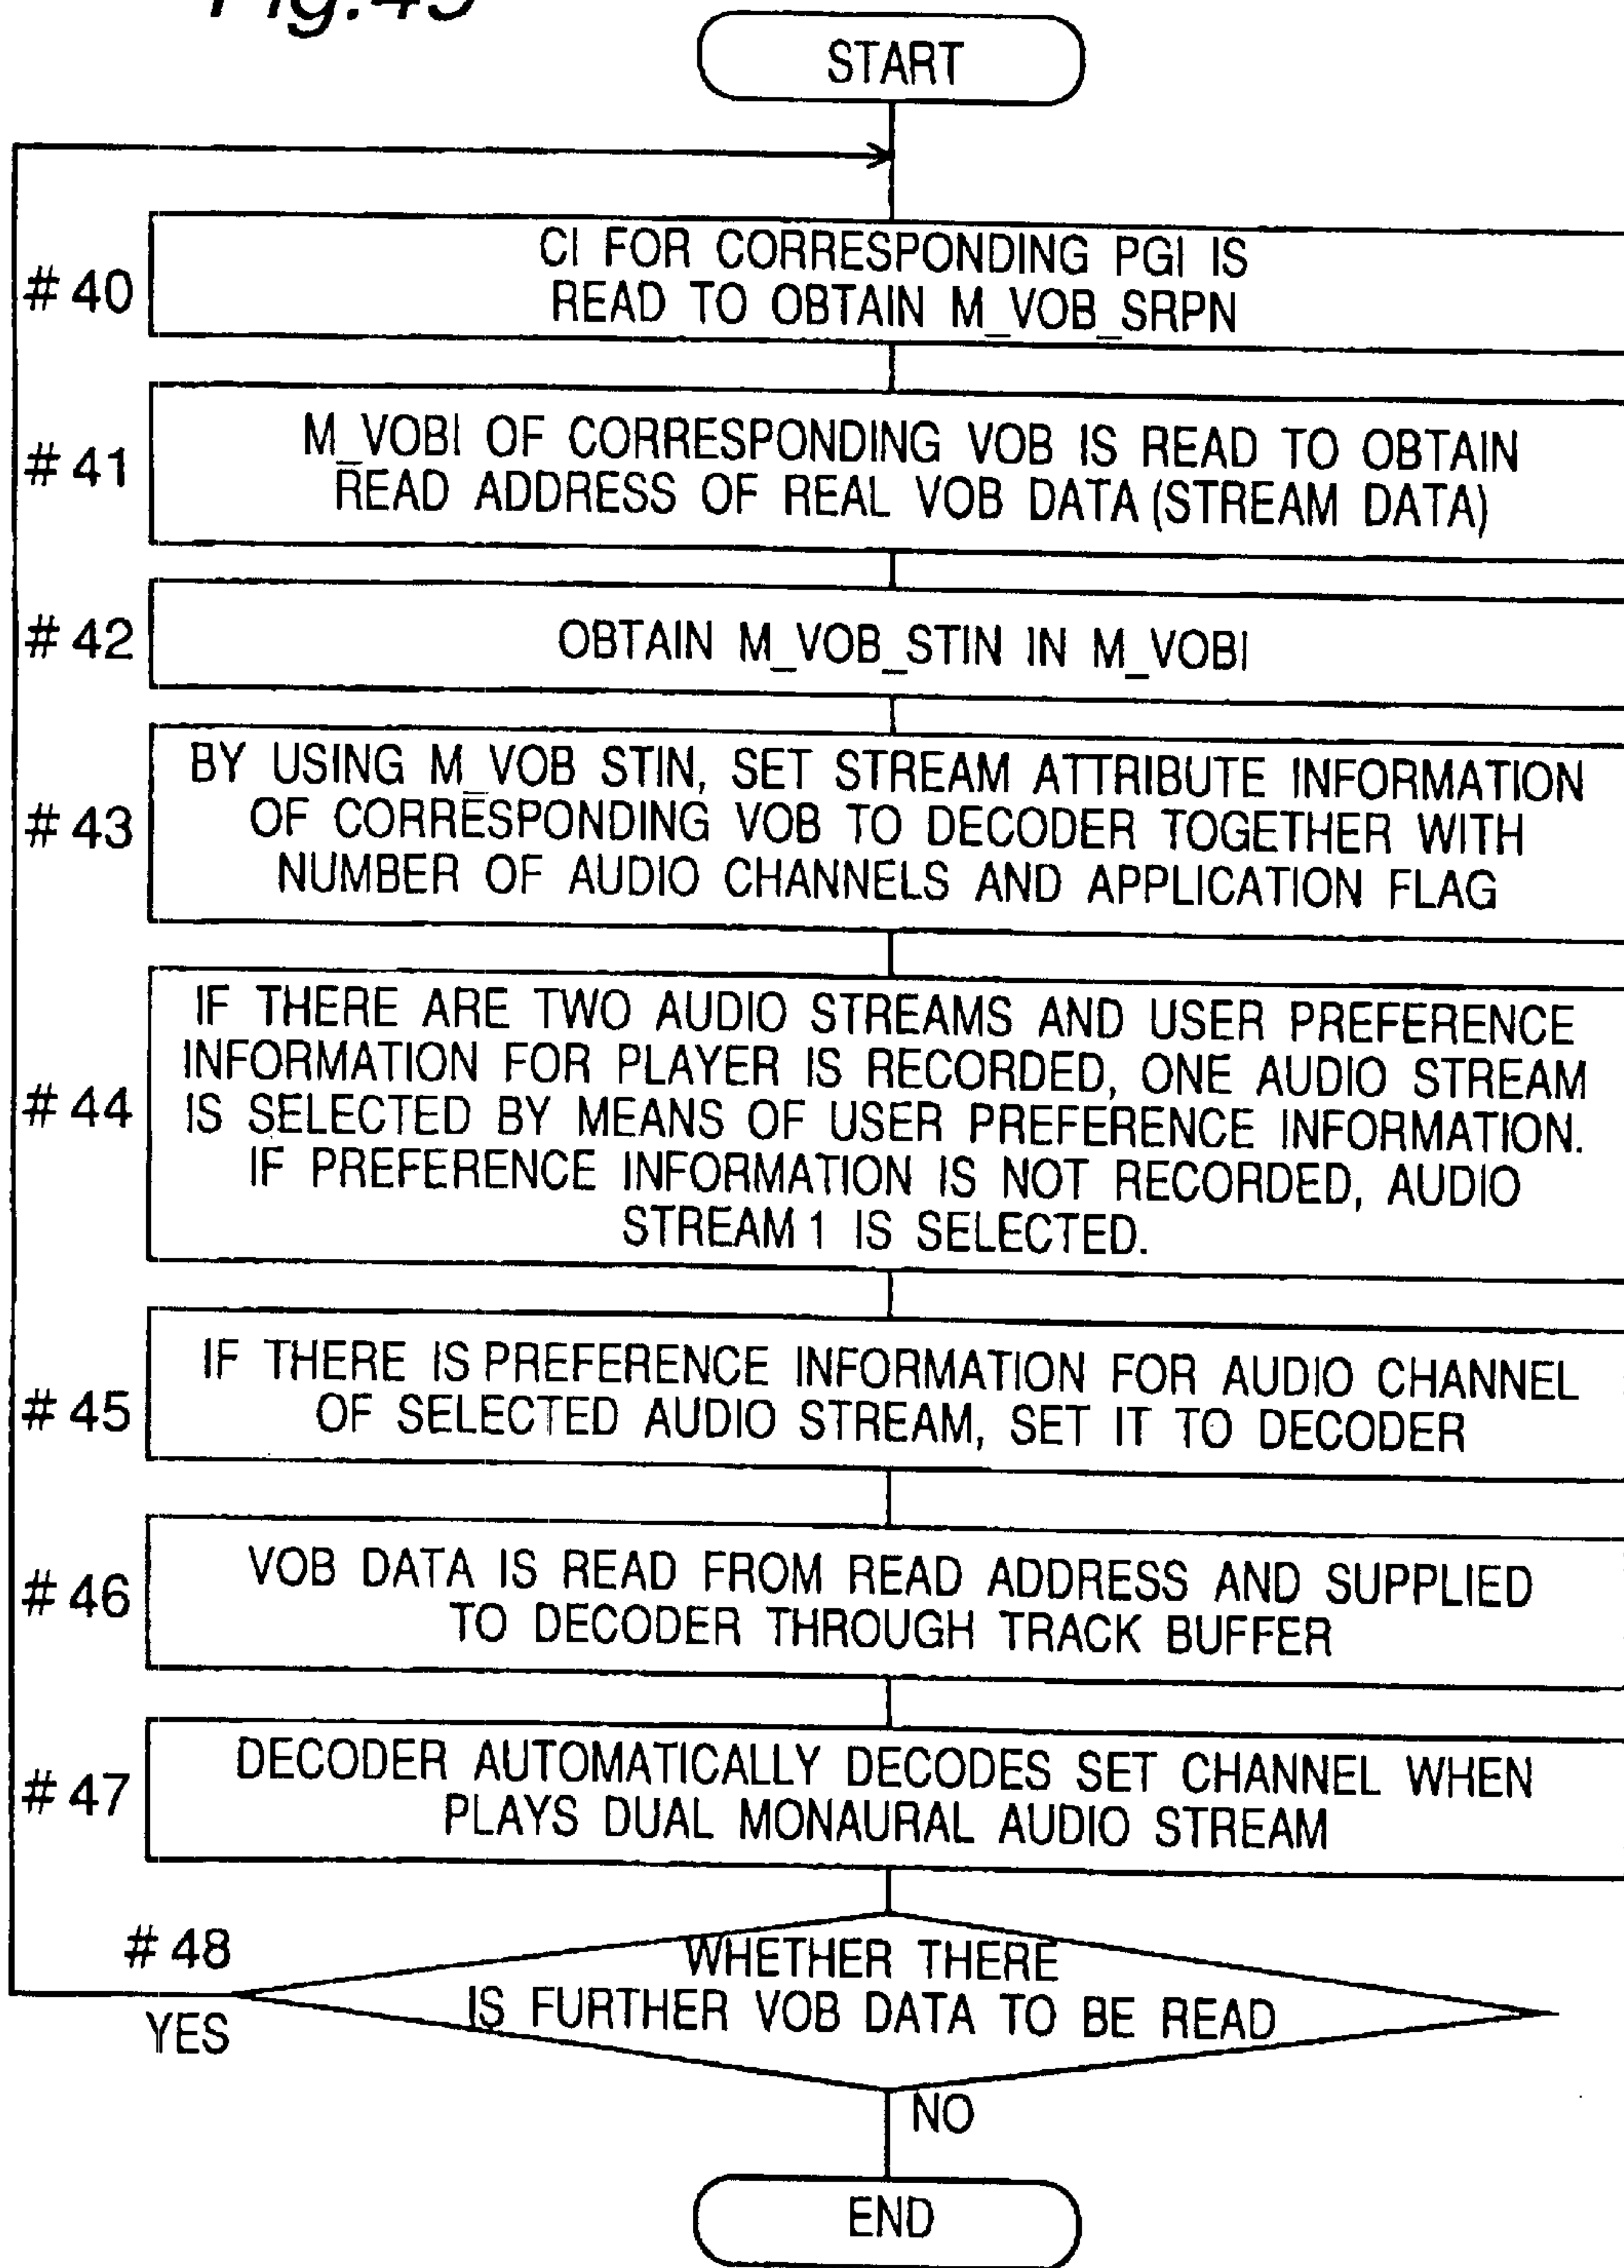 Fig.45
START
#40
CI FOR CORRESPONDING PGI IS
READ TO OBTAIN M_VOB_SRPN
#41
M_VOBI OF CORRESPONDING VOB IS READ TO OBTAIN
READ ADDRESS OF REAL VOB DATA (STREAM DATA)
#42
OBTAIN M_VOB_STIN IN M_VOBI
#43
BY USING M_VOB STIN, SET STREAM ATTRIBUTE INFORMATION
OF CORRESPONDING VOB TO DECODER TOGETHER WITH
NUMBER OF AUDIO CHANNELS AND APPLICATION FLAG
#44
IF THERE ARE TWO AUDIO STREAMS AND USER PREFERENCE
INFORMATION FOR PLAYER IS RECORDED, ONE AUDIO STREAM
IS SELECTED BY MEANS OF USER PREFERENCE INFORMATION.
IF PREFERENCE INFORMATION IS NOT RECORDED, AUDIO
STREAM 1 IS SELECTED.
#45
IF THERE IS PREFERENCE INFORMATION FOR AUDIO CHANNEL
OF SELECTED AUDIO STREAM, SET IT TO DECODER
#46
VOB DATA IS READ FROM READ ADDRESS AND SUPPLIED
TO DECODER THROUGH TRACK BUFFER
#47
DECODER AUTOMATICALLY DECODES SET CHANNEL WHEN
PLAYS DUAL MONAURAL AUDIO STREAM
#48
WHETHER THERE
IS FURTHER VOB DATA TO BE READ
YES
NO
END